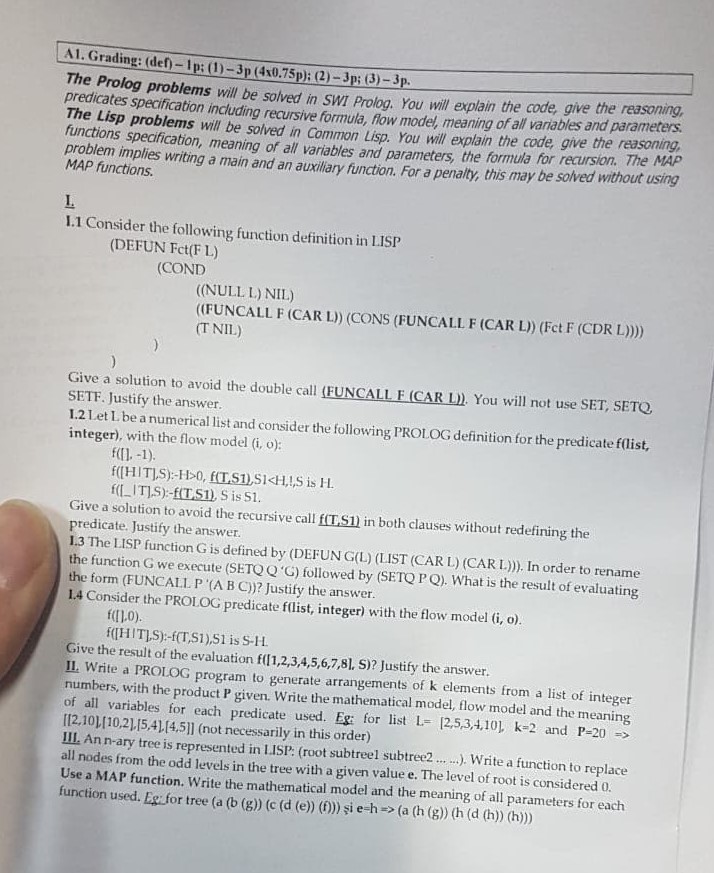 A1. Grading: (def) – 1p; (1) – 3p (4x0.75p); (2) – 3p; (3) – 3p.
The Prolog problems will be solved in SWI Prolog. You will explain the code, give the reasoning,
predicates specification including recursive formula, flow model, meaning of all variables and parameters.
The Lisp problems will be solved in Common Lisp. You will explain the code, give the reasoning,
functions specification, meaning of all variables and parameters, the formula for recursion. The MAP
problem implies writing a main and an auxiliary function. For a penalty, this may be solved without using
MAP functions.
I.
1.1 Consider the following function definition in LISP
(DEFUN Fct(F L)
(COND
((NULL L) NIL)
((FUNCALL F (CAR L)) (CONS (FUNCALL F (CAR L)) (Fct F (CDR L))))
(T NIL)
)
)
Give a solution to avoid the double call (FUNCALL F (CAR L)). You will not use SET, SETQ,
SETF. Justify the answer.
1.2 Let L be a numerical list and consider the following PROLOG definition for the predicate f(list,
integer), with the flow model (i, o):
f([], -1).
f([H|T],S):-H>0, f(T,S1),S1<H,!,S is H.
f([_|T],S):-f(T,S1), S is S1.
Give a solution to avoid the recursive call f(T,S1) in both clauses without redefining the
predicate. Justify the answer.
1.3 The LISP function G is defined by (DEFUN G(L) (LIST (CAR L) (CAR L))). In order to rename
the function G we execute (SETQ Q 'G) followed by (SETQ P Q). What is the result of evaluating
the form (FUNCALL P '(A B C))? Justify the answer.
1.4 Consider the PROLOG predicate f(list, integer) with the flow model (i, o).
f([],0).
f([H|T],S):-f(T,S1),S1 is S-H.
Give the result of the evaluation f([1,2,3,4,5,6,7,8], S)? Justify the answer.
II. Write a PROLOG program to generate arrangements of k elements from a list of integer
numbers, with the product P given. Write the mathematical model, flow model and the meaning
of all variables for each predicate used. Eg: for list L= [2,5,3,4,10], k=2 and P=20 =>
[[2,10],[10,2],[5,4],[4,5]] (not necessarily in this order)
III. An n-ary tree is represented in LISP: (root subtree1 subtree2 ... ...). Write a function to replace
all nodes from the odd levels in the tree with a given value e. The level of root is considered 0.
Use a MAP function. Write the mathematical model and the meaning of all parameters for each
function used. Eg: for tree (a (b (g)) (c (d (e)) (f))) şi e=h => (a (h (g)) (h (d (h)) (h)))